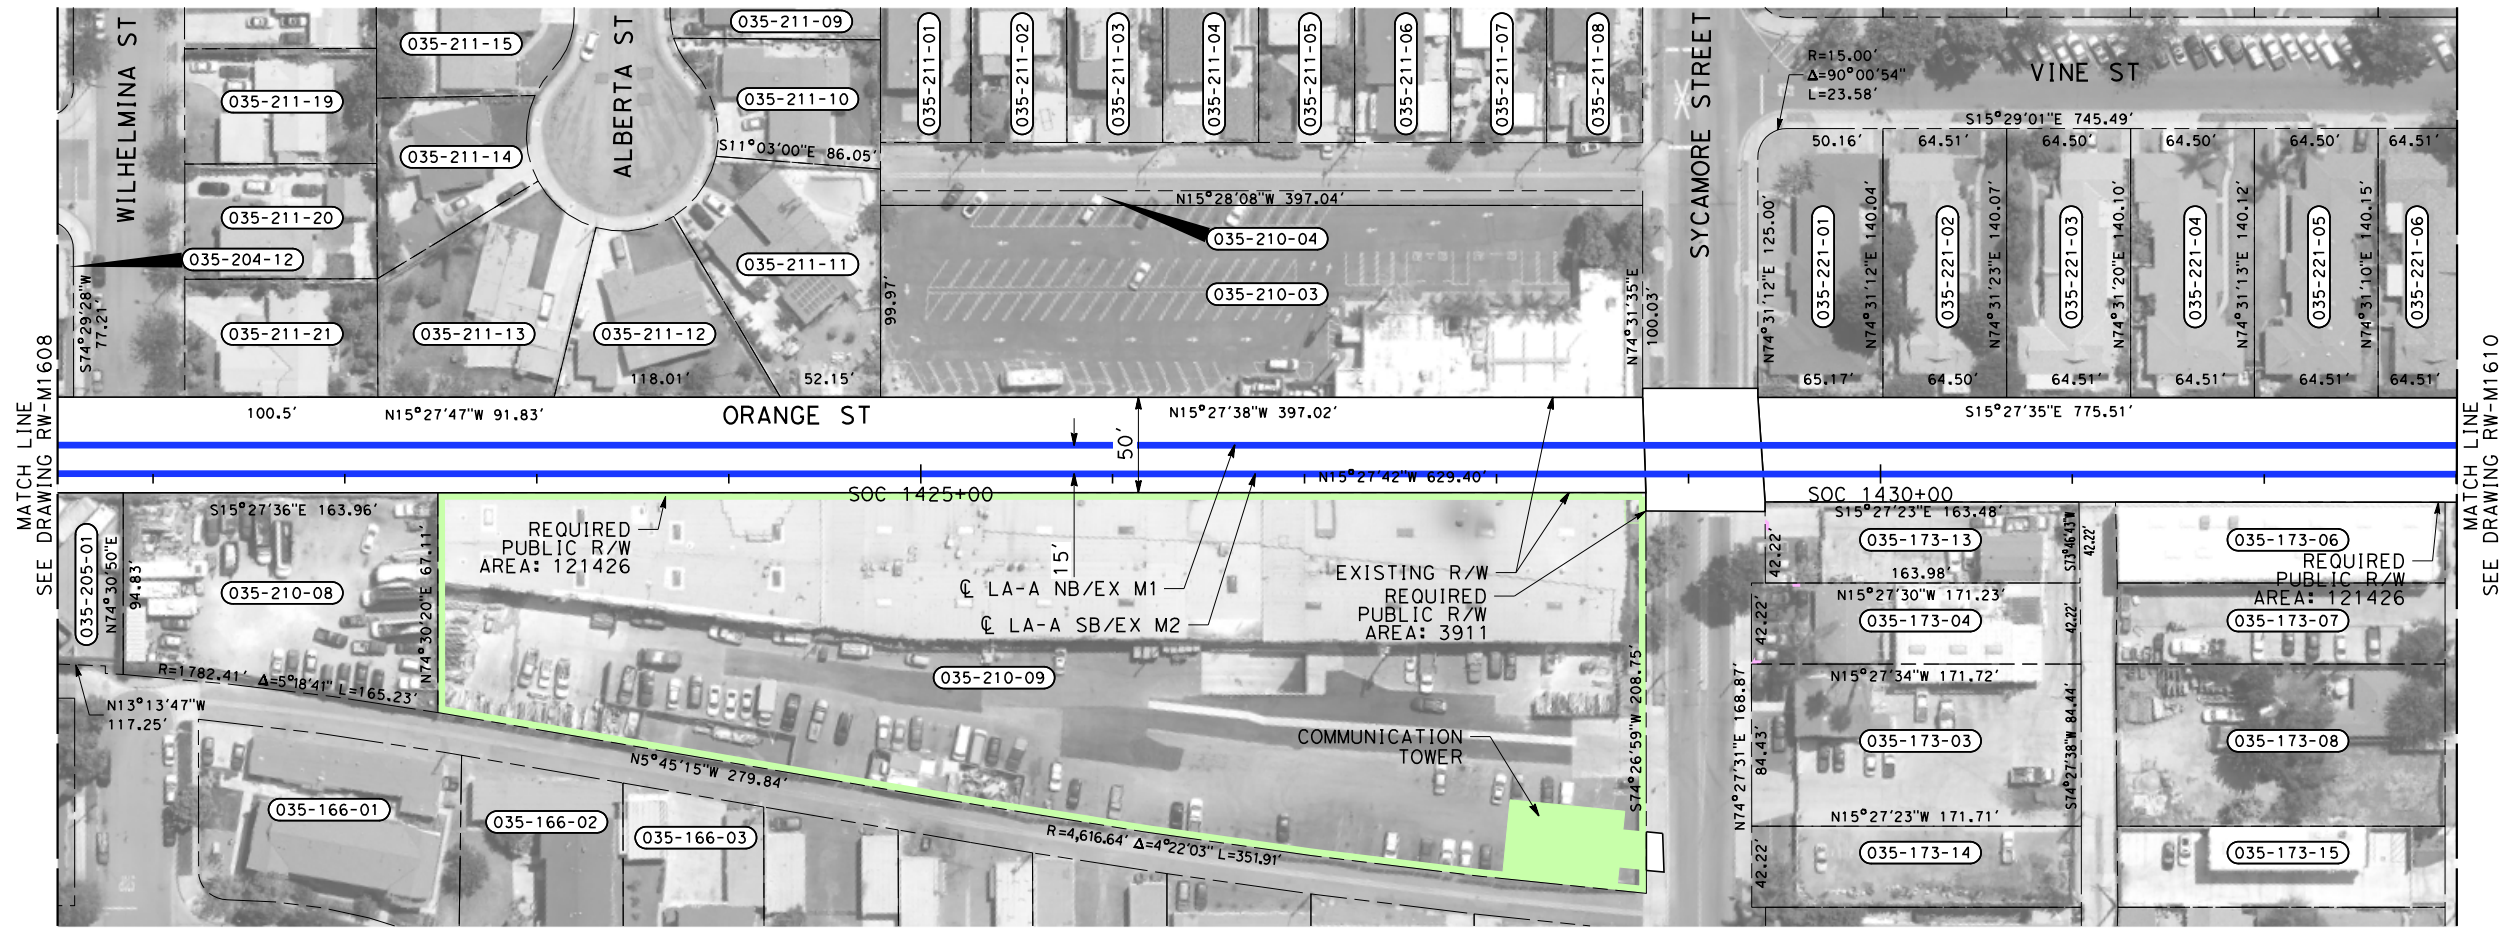 WILHELMINA ST
ALBERTA ST
SYCAMORE STREET
VINE ST
ORANGE ST
035-211-15
035-211-09
035-211-19
035-211-10
035-211-14
S11°03'00"E 86.05'
035-211-20
035-204-12
035-211-11
S74°29'28"W
77.21'
035-211-21
035-211-13
035-211-12
118.01'
52.15'
035-211-01
035-211-02
035-211-03
035-211-04
035-211-05
035-211-06
035-211-07
035-211-08
N15°28'08"W 397.04'
035-210-04
035-210-03
99.97'
N74°31'35"E
100.03'
R=15.00'
Δ=90°00'54"
L=23.58'
S15°29'01"E 745.49'
50.16'
64.51'
64.50'
64.50'
64.50'
64.51'
N74°31'12"E 125.00'
035-221-01
N74°31'12"E 140.04'
035-221-02
N74°31'23"E 140.07'
035-221-03
N74°31'20"E 140.10'
035-221-04
N74°31'13"E 140.12'
035-221-05
N74°31'10"E 140.15'
035-221-06
65.17'
64.50'
64.51'
64.51'
64.51'
64.51'
MATCH LINE
SEE DRAWING RW-M1608
MATCH LINE
SEE DRAWING RW-M1610
100.5'
N15°27'47"W 91.83'
N15°27'38"W 397.02'
S15°27'35"E 775.51'
50'
N15°27'42"W 629.40'
SOC 1425+00
SOC 1430+00
15'
S15°27'36"E 163.96'
035-205-01
N74°30'50"E
94.83'
035-210-08
N74°30'20"E 67.11'
R=1782.41' Δ=5°18'41" L=165.23'
N13°13'47"W
117.25'
REQUIRED
PUBLIC R/W
AREA: 121426
℄ LA-A NB/EX M1
℄ LA-A SB/EX M2
EXISTING R/W
REQUIRED
PUBLIC R/W
AREA: 3911
035-210-09
COMMUNICATION
TOWER
S74°26'59"W 208.75'
N5°45'15"W 279.84'
R=4,616.64' Δ=4°22'03" L=351.91'
035-166-01
035-166-02
035-166-03
S15°27'23"E 163.48'
42.22'
035-173-13
163.98'
S73°46'43"W
42.22'
N15°27'30"W 171.23'
42.22'
035-173-04
42.22'
N15°27'34"W 171.72'
N74°27'31"E 168.87'
84.43'
035-173-03
S74°27'38"W 84.44'
N15°27'23"W 171.71'
42.22'
035-173-14
035-173-06
REQUIRED
PUBLIC R/W
AREA: 121426
035-173-07
035-173-08
035-173-15